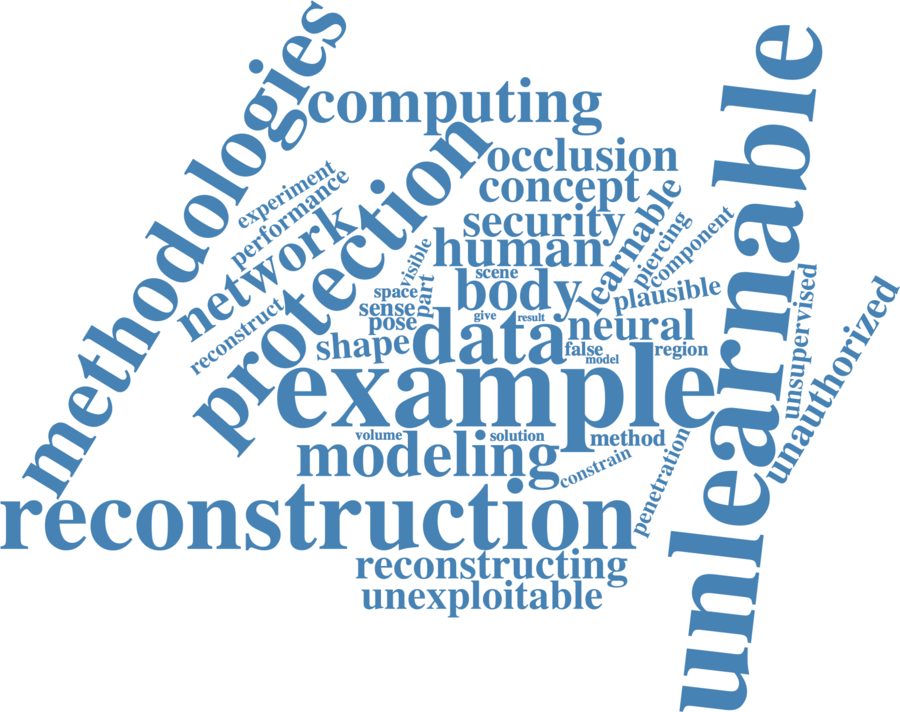 methodologies
computing
protection
occlusion
concept
experiment
performance
network
security
learnable
piercing
component
human
visible
scene
body
plausible
space
part
sense
give
result
pose
reconstruct
shape
data
neural
false
model
region
example
unlearnable
unsupervised
unauthorized
volume
solution
method
modeling
constrain
penetration
reconstruction
reconstructing
unexploitable